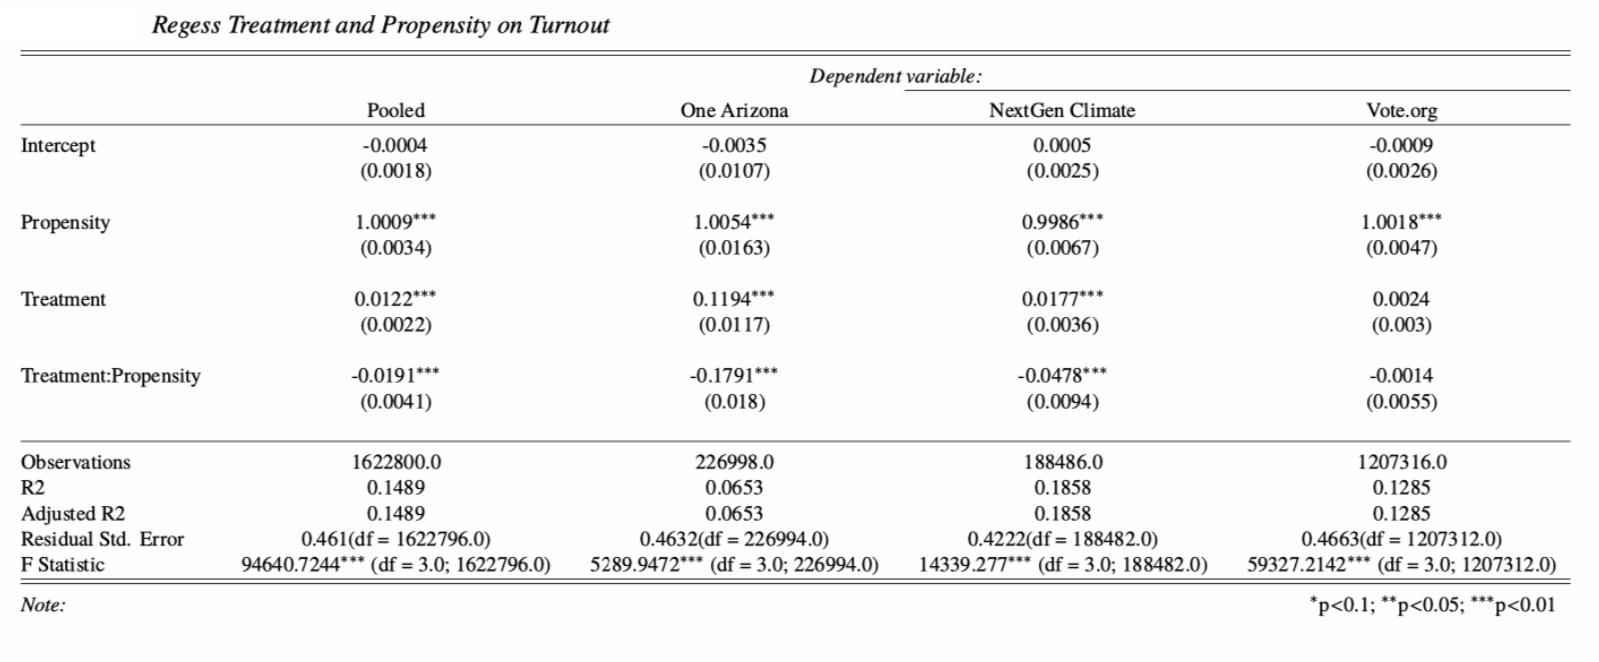 Regess Treatment and Propensity on Turnout
Dependent variable:
Pooled One Arizona NextGen Climate Vote.org
Intercept -0.0004 -0.0035 0.0005 -0.0009
(0.0018) (0.0107) (0.0025) (0.0026)
Propensity 1.0009*** 1.0054*** 0.9986*** 1.0018***
(0.0034) (0.0163) (0.0067) (0.0047)
Treatment 0.0122*** 0.1194*** 0.0177*** 0.0024
(0.0022) (0.0117) (0.0036) (0.003)
Treatment:Propensity -0.0191*** -0.1791*** -0.0478*** -0.0014
(0.0041) (0.018) (0.0094) (0.0055)
Observations 1622800.0 226998.0 188486.0 1207316.0
R2 0.1489 0.0653 0.1858 0.1285
Adjusted R2 0.1489 0.0653 0.1858 0.1285
Residual Std. Error 0.461(df = 1622796.0) 0.4632(df = 226994.0) 0.4222(df = 188482.0) 0.4663(df = 1207312.0)
F Statistic 94640.7244*** (df = 3.0; 1622796.0) 5289.9472*** (df = 3.0; 226994.0) 14339.277*** (df = 3.0; 188482.0) 59327.2142*** (df = 3.0; 1207312.0)
Note: *p<0.1; **p<0.05; ***p<0.01